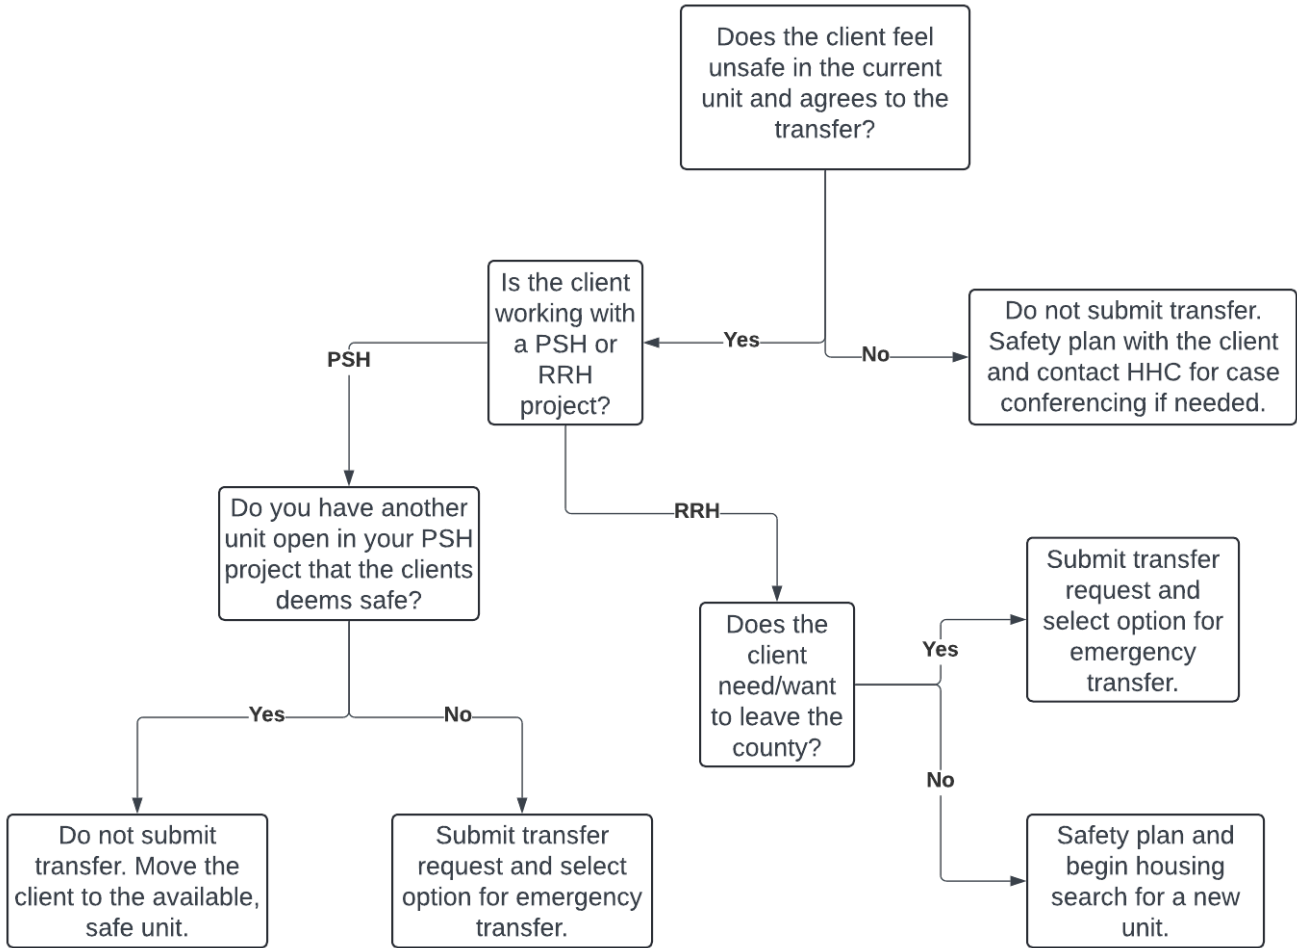 Does the client feel
unsafe in the current
unit and agrees to the
transfer?
Is the client
working with
a PSH or
RRH
project?
Yes
No
Do not submit transfer.
Safety plan with the client
and contact HHC for case
conferencing if needed.
PSH
Do you have another
unit open in your PSH
project that the clients
deems safe?
RRH
Does the
client
need/want
to leave the
county?
Yes
Submit transfer
request and
select option for
emergency
transfer.
No
Safety plan and
begin housing
search for a new
unit.
Yes
No
Do not submit
transfer. Move the
client to the available,
safe unit.
Submit transfer
request and select
option for emergency
transfer.